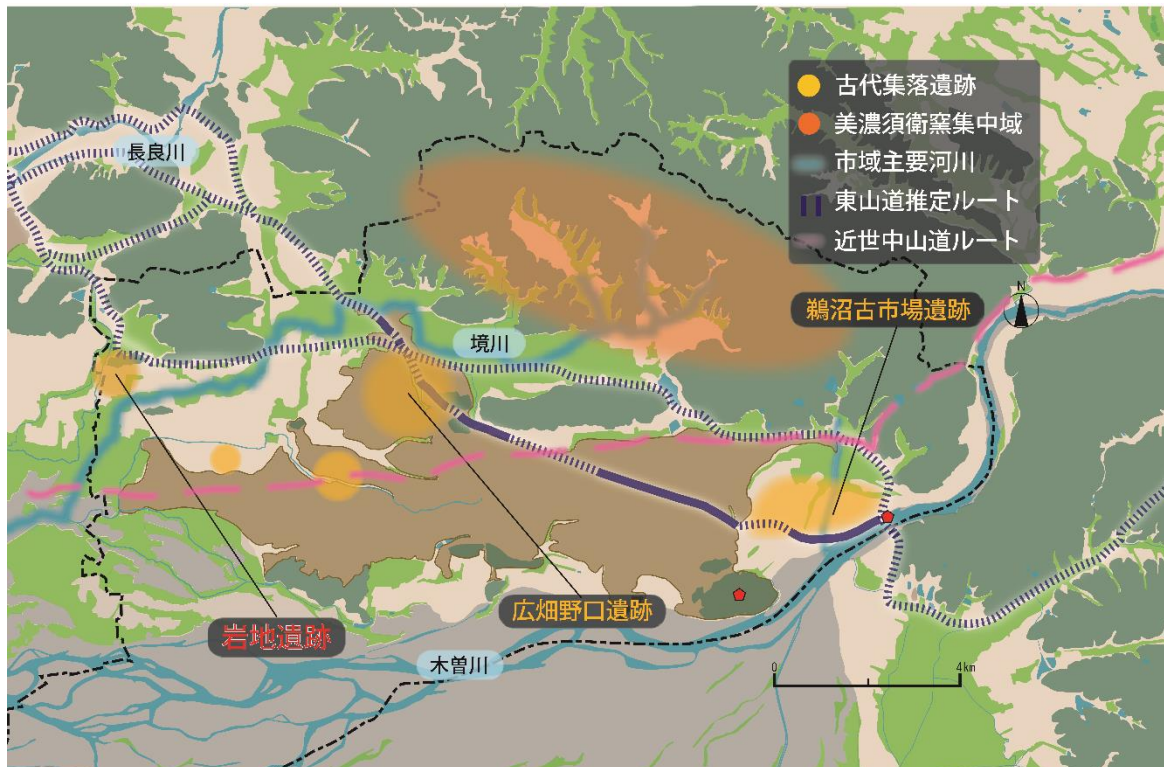 古代集落遺跡
美濃須衛窯集中域
市域主要河川
東山道推定ルート
近世中山道ルート
長良川
境川
鵜沼古市場遺跡
N
岩地遺跡
広畑野口遺跡
木曽川
0
4km